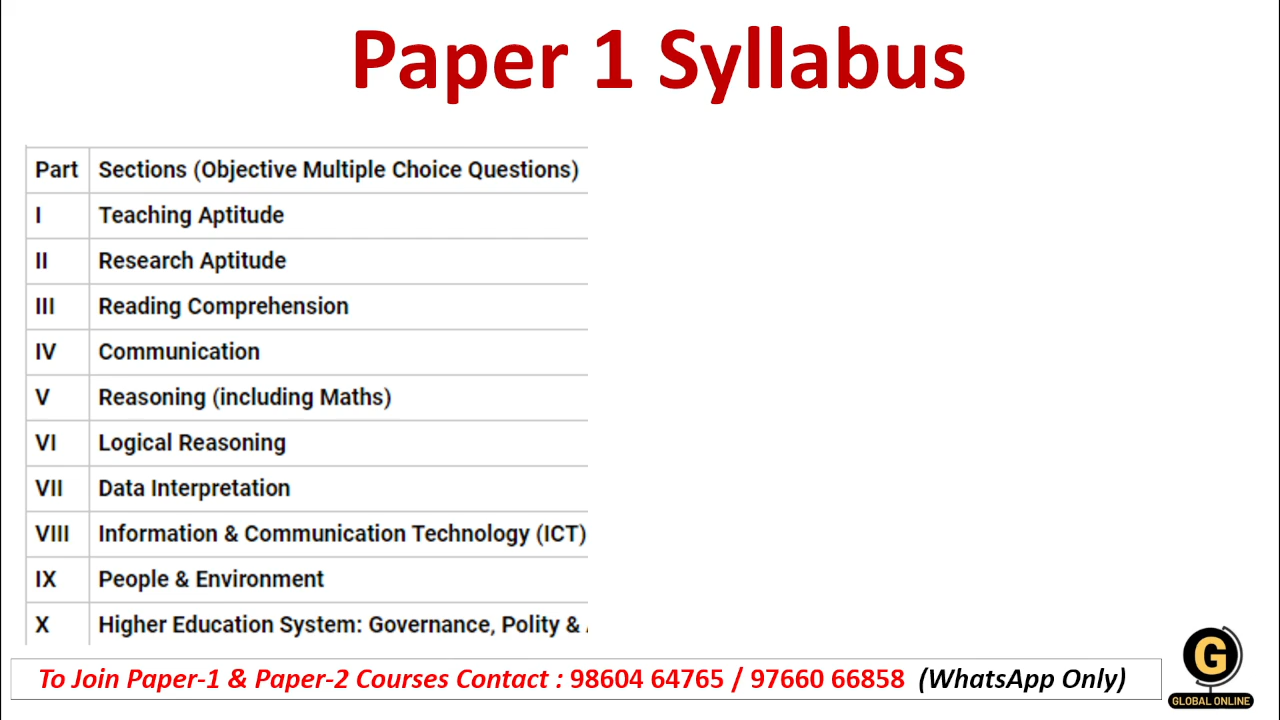 Paper 1 Syllabus
Part Sections (Objective Multiple Choice Questions)
I Teaching Aptitude
II Research Aptitude
III Reading Comprehension
IV Communication
V Reasoning (including Maths)
VI Logical Reasoning
VII Data Interpretation
VIII Information & Communication Technology (ICT)
IX People & Environment
X Higher Education System: Governance, Polity &
To Join Paper-1 & Paper-2 Courses Contact : 98604 64765 / 97660 66858 (WhatsApp Only)
G
GLOBAL ONLINE